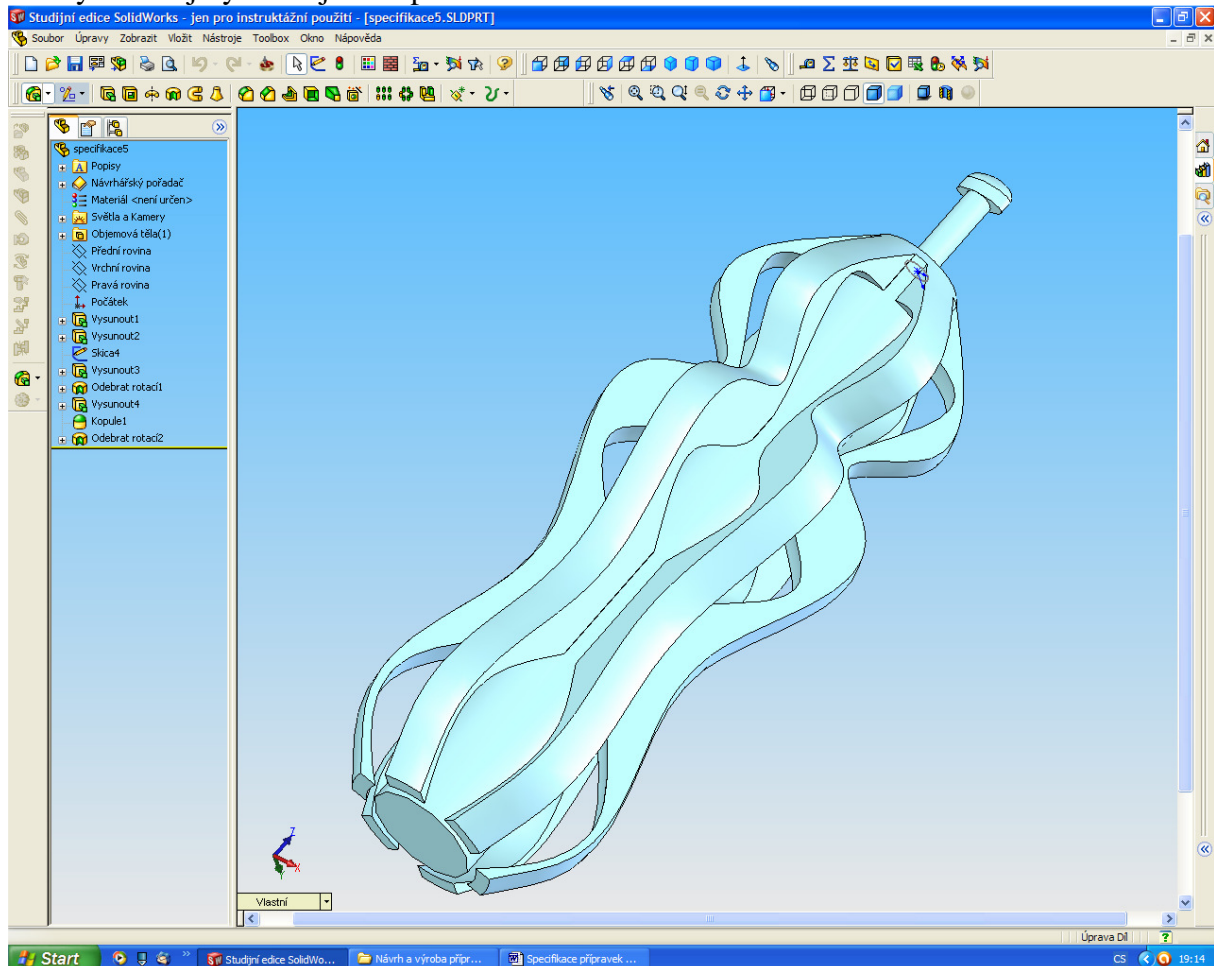 Studijní edice SolidWorks - jen pro instruktážní použití - [specifikace5.SLDPRT]
Soubor Úpravy Zobrazit Vložit Nástroje Toolbox Okno Nápověda
specifikace5
Popisy
Návrhářský pořadač
Materiál <není určen>
Světla a Kamery
Objemová těla(1)
Přední rovina
Vrchní rovina
Pravá rovina
Počátek
Vysunout1
Vysunout2
Skica4
Vysunout3
Odebrat rotací1
Vysunout4
Kopule1
Odebrat rotací2
Z
X
Y
Vlastní
Úprava Díl
Start
Studijní edice SolidWo...
Návrh a výroba přípr...
Specifikace přípravek ...
CS
19:14